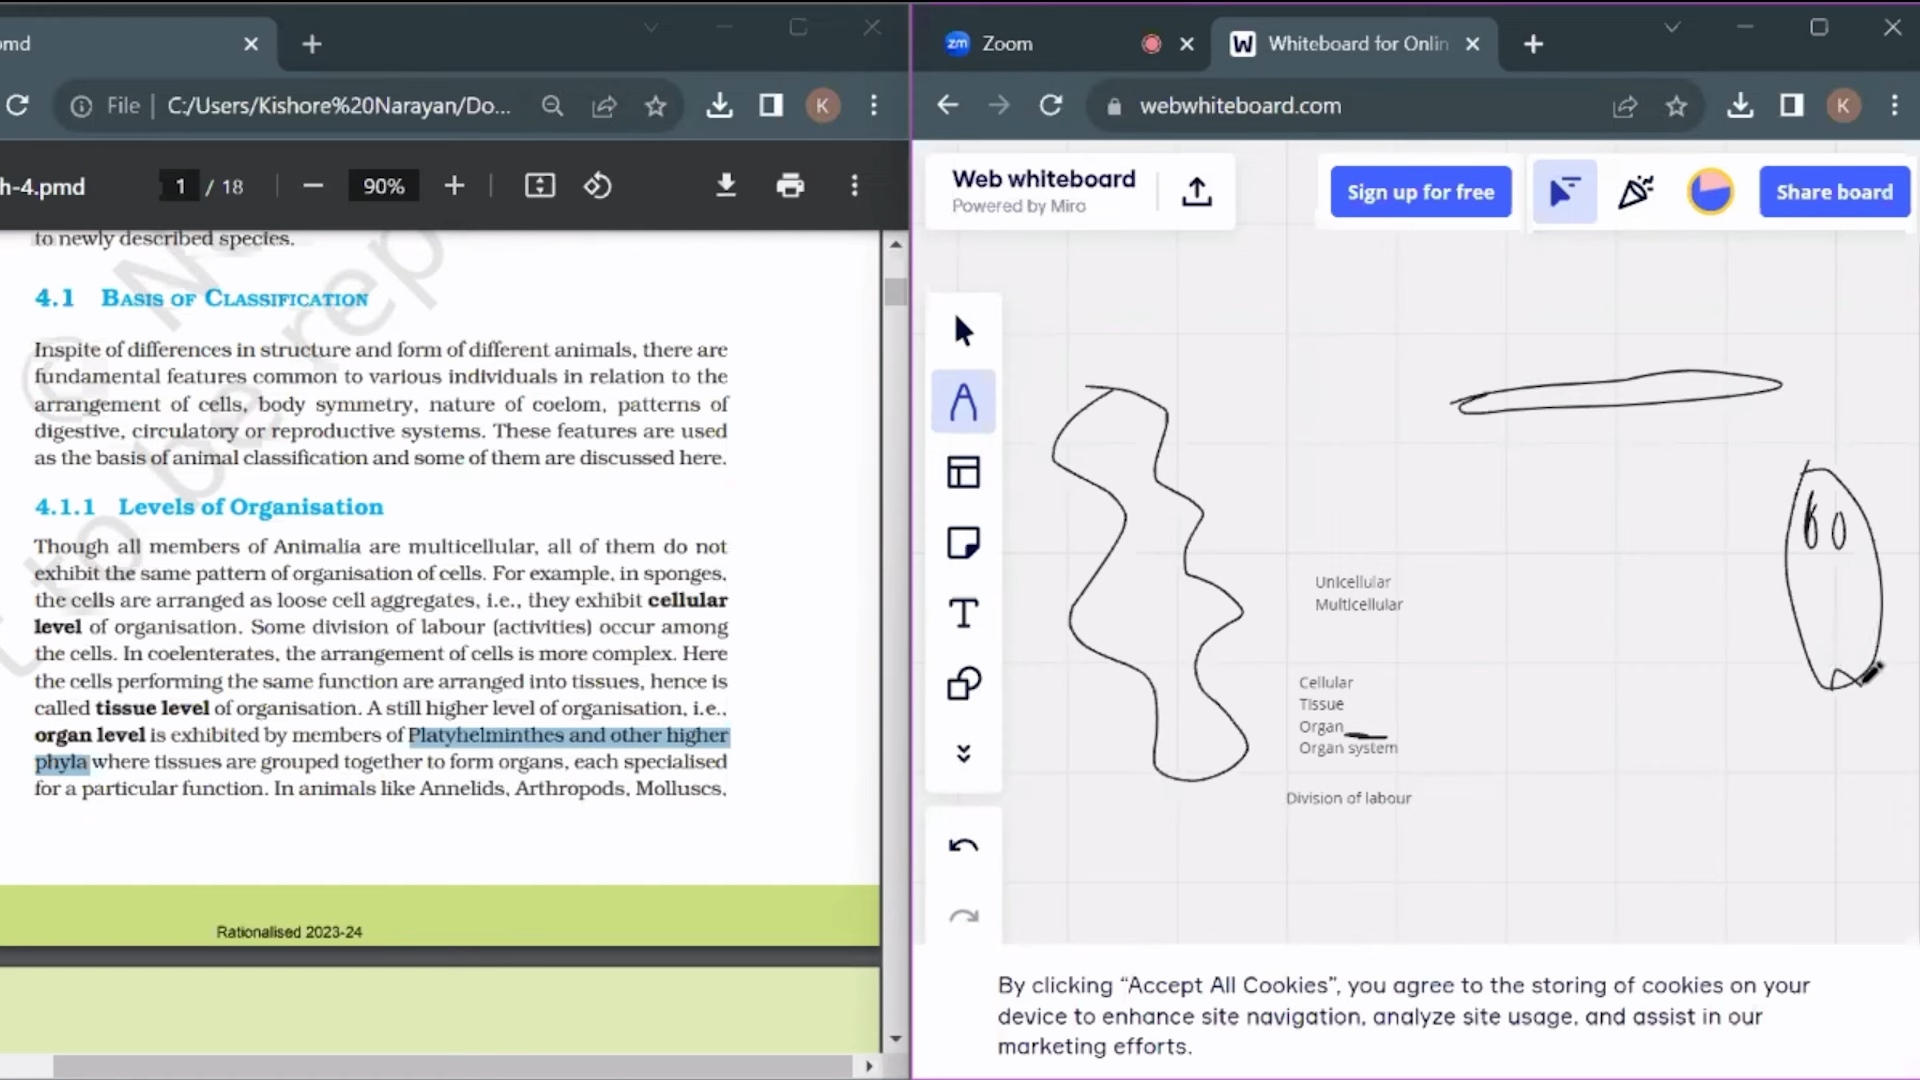 pmd
File
C:/Users/Kishore%20Narayan/Do...
K
h-4.pmd
1 / 18
90%
to newly described species.
4.1 BASIS OF CLASSIFICATION
Inspite of differences in structure and form of different animals, there are
fundamental features common to various individuals in relation to the
arrangement of cells, body symmetry, nature of coelom, patterns of
digestive, circulatory or reproductive systems. These features are used
as the basis of animal classification and some of them are discussed here.
4.1.1 Levels of Organisation
Though all members of Animalia are multicellular, all of them do not
exhibit the same pattern of organisation of cells. For example, in sponges,
the cells are arranged as loose cell aggregates, i.e., they exhibit cellular
level of organisation. Some division of labour (activities) occur among
the cells. In coelenterates, the arrangement of cells is more complex. Here
the cells performing the same function are arranged into tissues, hence is
called tissue level of organisation. A still higher level of organisation, i.e.,
organ level is exhibited by members of Platyhelminthes and other higher
phyla where tissues are grouped together to form organs, each specialised
for a particular function. In animals like Annelids, Arthropods, Molluscs,
Rationalised 2023-24
zm Zoom
W Whiteboard for Onlin
webwhiteboard.com
K
Web whiteboard
Powered by Miro
Sign up for free
Share board
Unicellular
Multicellular
Cellular
Tissue
Organ
Organ system
Division of labour
By clicking “Accept All Cookies”, you agree to the storing of cookies on your
device to enhance site navigation, analyze site usage, and assist in our
marketing efforts.